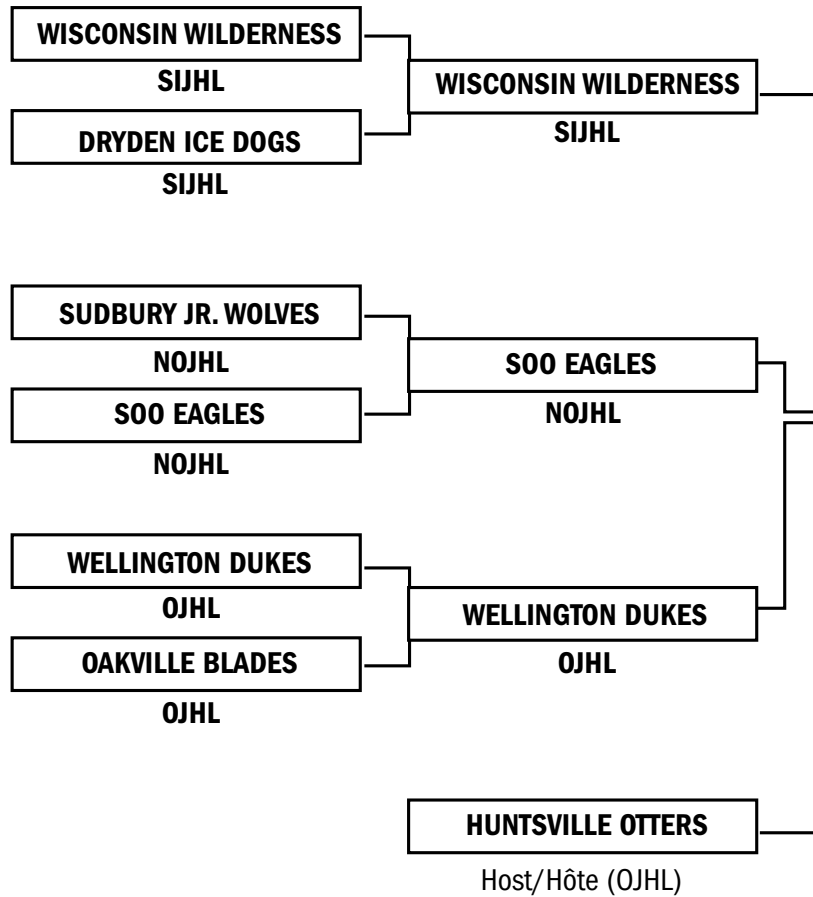 WISCONSIN WILDERNESS
SIJHL
DRYDEN ICE DOGS
SIJHL
WISCONSIN WILDERNESS
SIJHL
SUDBURY JR. WOLVES
NOJHL
SOO EAGLES
NOJHL
SOO EAGLES
NOJHL
WELLINGTON DUKES
OJHL
OAKVILLE BLADES
OJHL
WELLINGTON DUKES
OJHL
HUNTSVILLE OTTERS
Host/Hôte (OJHL)